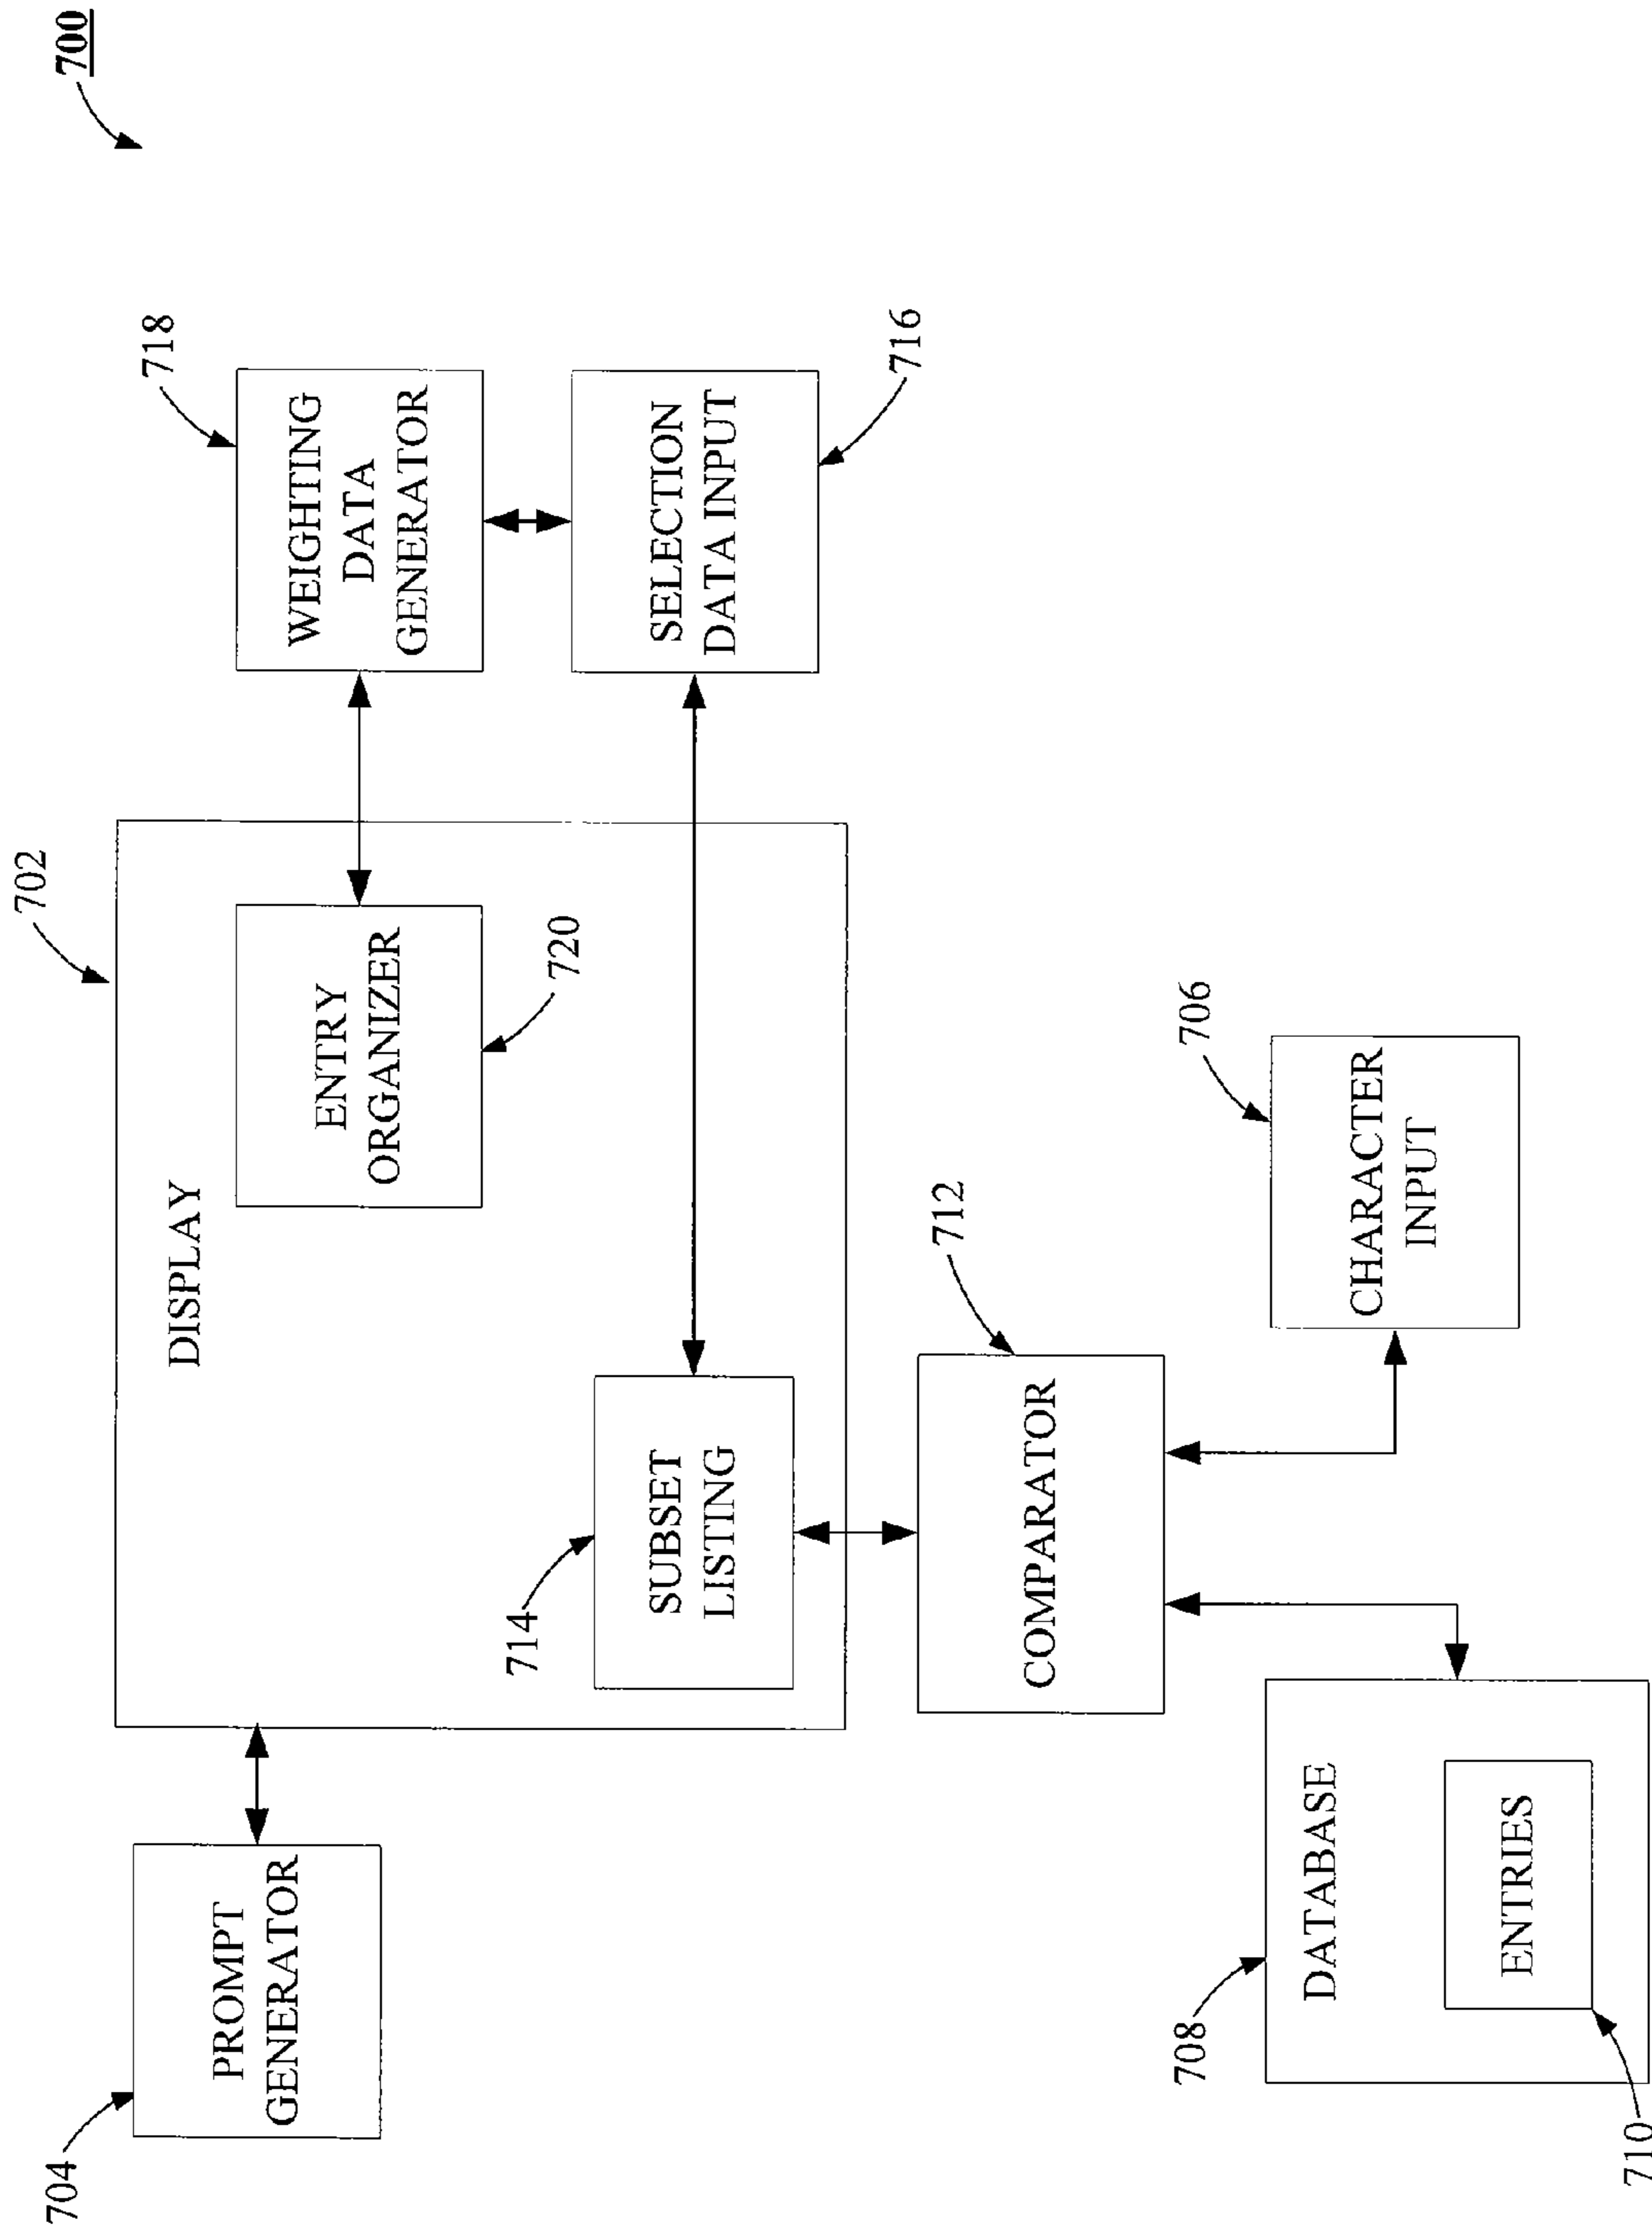 700
702
DISPLAY
704
PROMPT
GENERATOR
ENTRY
ORGANIZER
720
718
WEIGHTING
DATA
GENERATOR
714
SUBSET
LISTING
SELECTION
DATA INPUT
716
712
COMPARATOR
706
CHARACTER
INPUT
708
DATABASE
ENTRIES
710